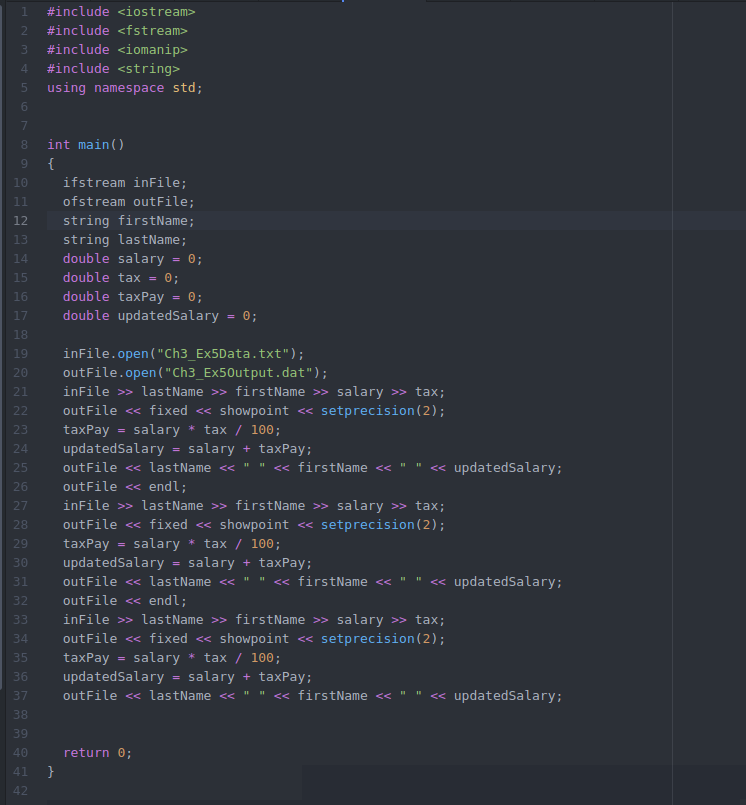 1 #include <iostream>
2 #include <fstream>
3 #include <iomanip>
4 #include <string>
5 using namespace std;
6
7
8 int main()
9 {
10   ifstream inFile;
11   ofstream outFile;
12   string firstName;
13   string lastName;
14   double salary = 0;
15   double tax = 0;
16   double taxPay = 0;
17   double updatedSalary = 0;
18
19   inFile.open("Ch3_Ex5Data.txt");
20   outFile.open("Ch3_Ex5Output.dat");
21   inFile >> lastName >> firstName >> salary >> tax;
22   outFile << fixed << showpoint << setprecision(2);
23   taxPay = salary * tax / 100;
24   updatedSalary = salary + taxPay;
25   outFile << lastName << " " << firstName << " " << updatedSalary;
26   outFile << endl;
27   inFile >> lastName >> firstName >> salary >> tax;
28   outFile << fixed << showpoint << setprecision(2);
29   taxPay = salary * tax / 100;
30   updatedSalary = salary + taxPay;
31   outFile << lastName << " " << firstName << " " << updatedSalary;
32   outFile << endl;
33   inFile >> lastName >> firstName >> salary >> tax;
34   outFile << fixed << showpoint << setprecision(2);
35   taxPay = salary * tax / 100;
36   updatedSalary = salary + taxPay;
37   outFile << lastName << " " << firstName << " " << updatedSalary;
38
39
40   return 0;
41 }
42